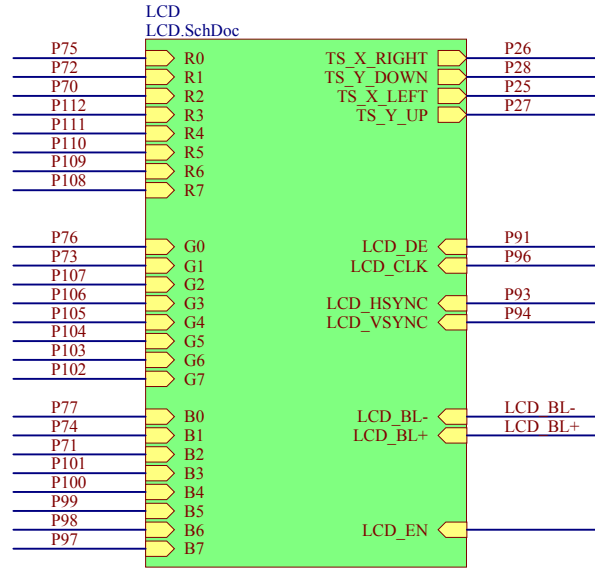 LCD
LCD.SchDoc
P75 R0 TS_X_RIGHT P26
P72 R1 TS_Y_DOWN P28
P70 R2 TS_X_LEFT P25
P112 R3 TS_Y_UP P27
P111 R4
P110 R5
P109 R6
P108 R7
P76 G0 LCD_DE P91
P73 G1 LCD_CLK P96
P107 G2
P106 G3 LCD_HSYNC P93
P105 G4 LCD_VSYNC P94
P104 G5
P103 G6
P102 G7
P77 B0 LCD_BL- LCD_BL-
P74 B1 LCD_BL+ LCD_BL+
P71 B2
P101 B3
P100 B4
P99 B5
P98 B6 LCD_EN
P97 B7